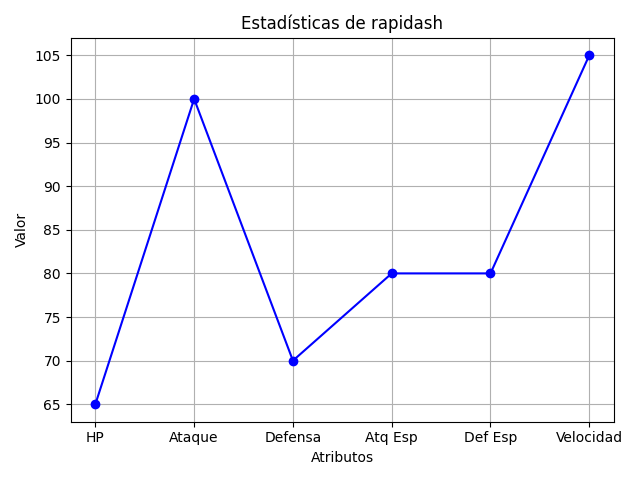 Estadísticas de rapidash
Valor
105
100
95
90
85
80
75
70
65
HP Ataque Defensa Atq Esp Def Esp Velocidad
Atributos